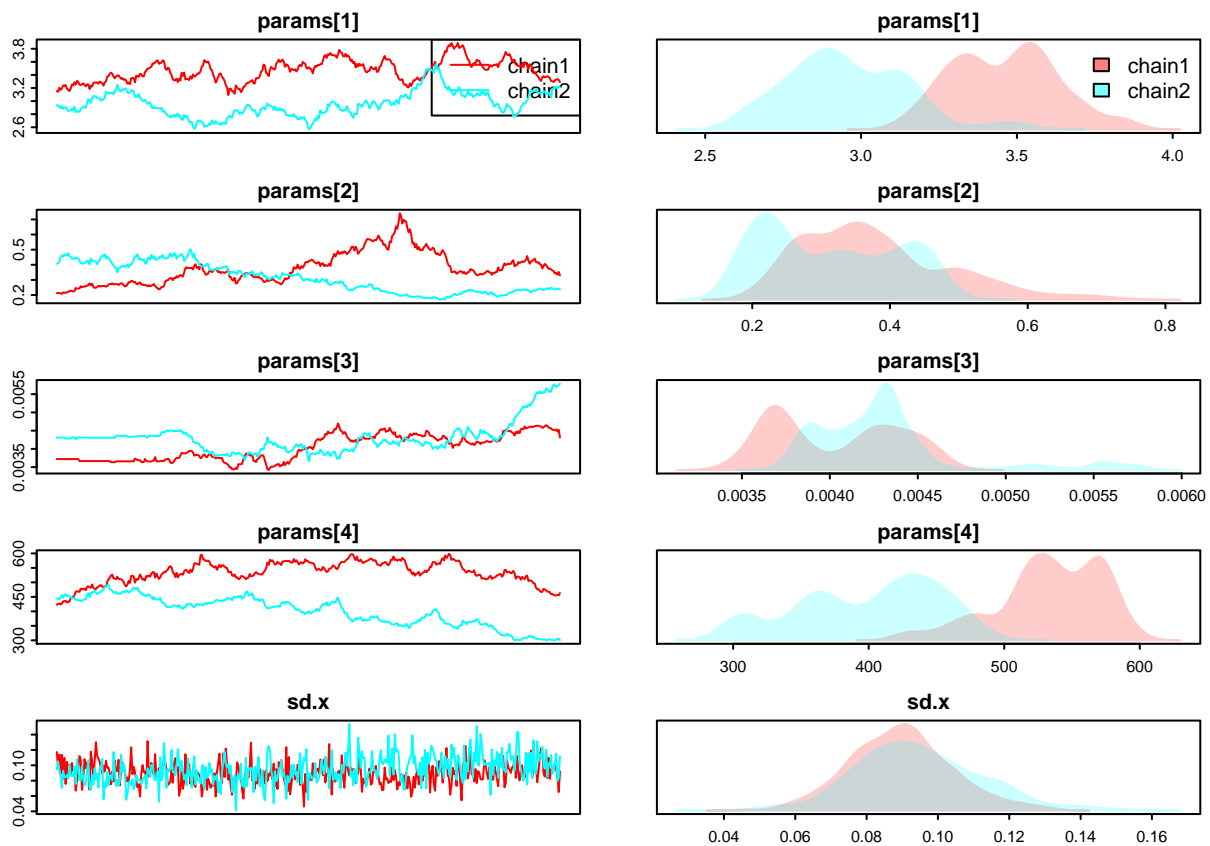 params[1]
3.8
3.2
2.6
chain1
chain2
params[1]
chain1
chain2
2.5 3.0 3.5 4.0
params[2]
0.5
0.2
params[2]
0.2 0.4 0.6 0.8
params[3]
0.0055
0.0035
params[3]
0.0035 0.0040 0.0045 0.0050 0.0055 0.0060
params[4]
600
450
300
params[4]
300 400 500 600
sd.x
0.10
0.04
sd.x
0.04 0.06 0.08 0.10 0.12 0.14 0.16